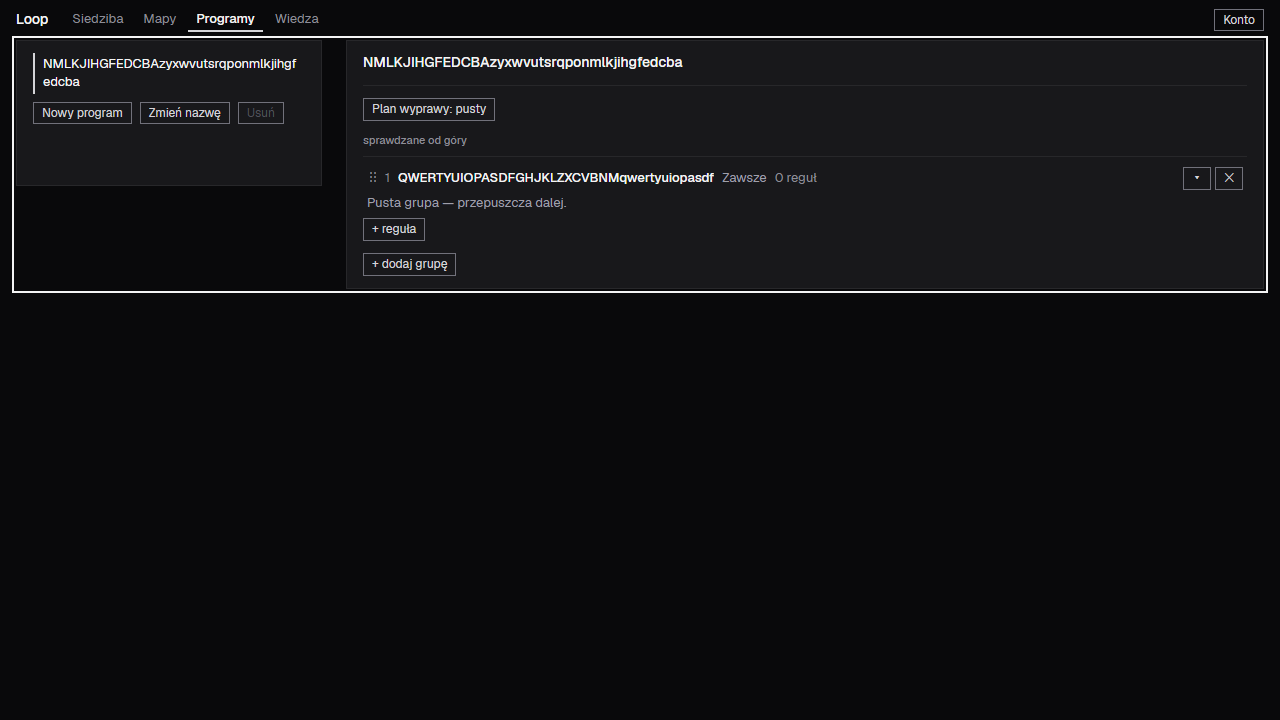 Loop Siedziba Mapy Programy Wiedza Konto
NMLKJIHGFEDCBAzyxwvutsrqponmlkjihgf
edcba
Nowy program Zmień nazwę Usuń
NMLKJIHGFEDCBAzyxwvutsrqponmlkjihgfedcba
Plan wyprawy: pusty
sprawdzane od góry
1 QWERTYUIOPASDFGHJKLZXCVBNMqwertyuiopasdf Zawsze 0 reguł
Pusta grupa — przepuszcza dalej.
+ reguła
+ dodaj grupę